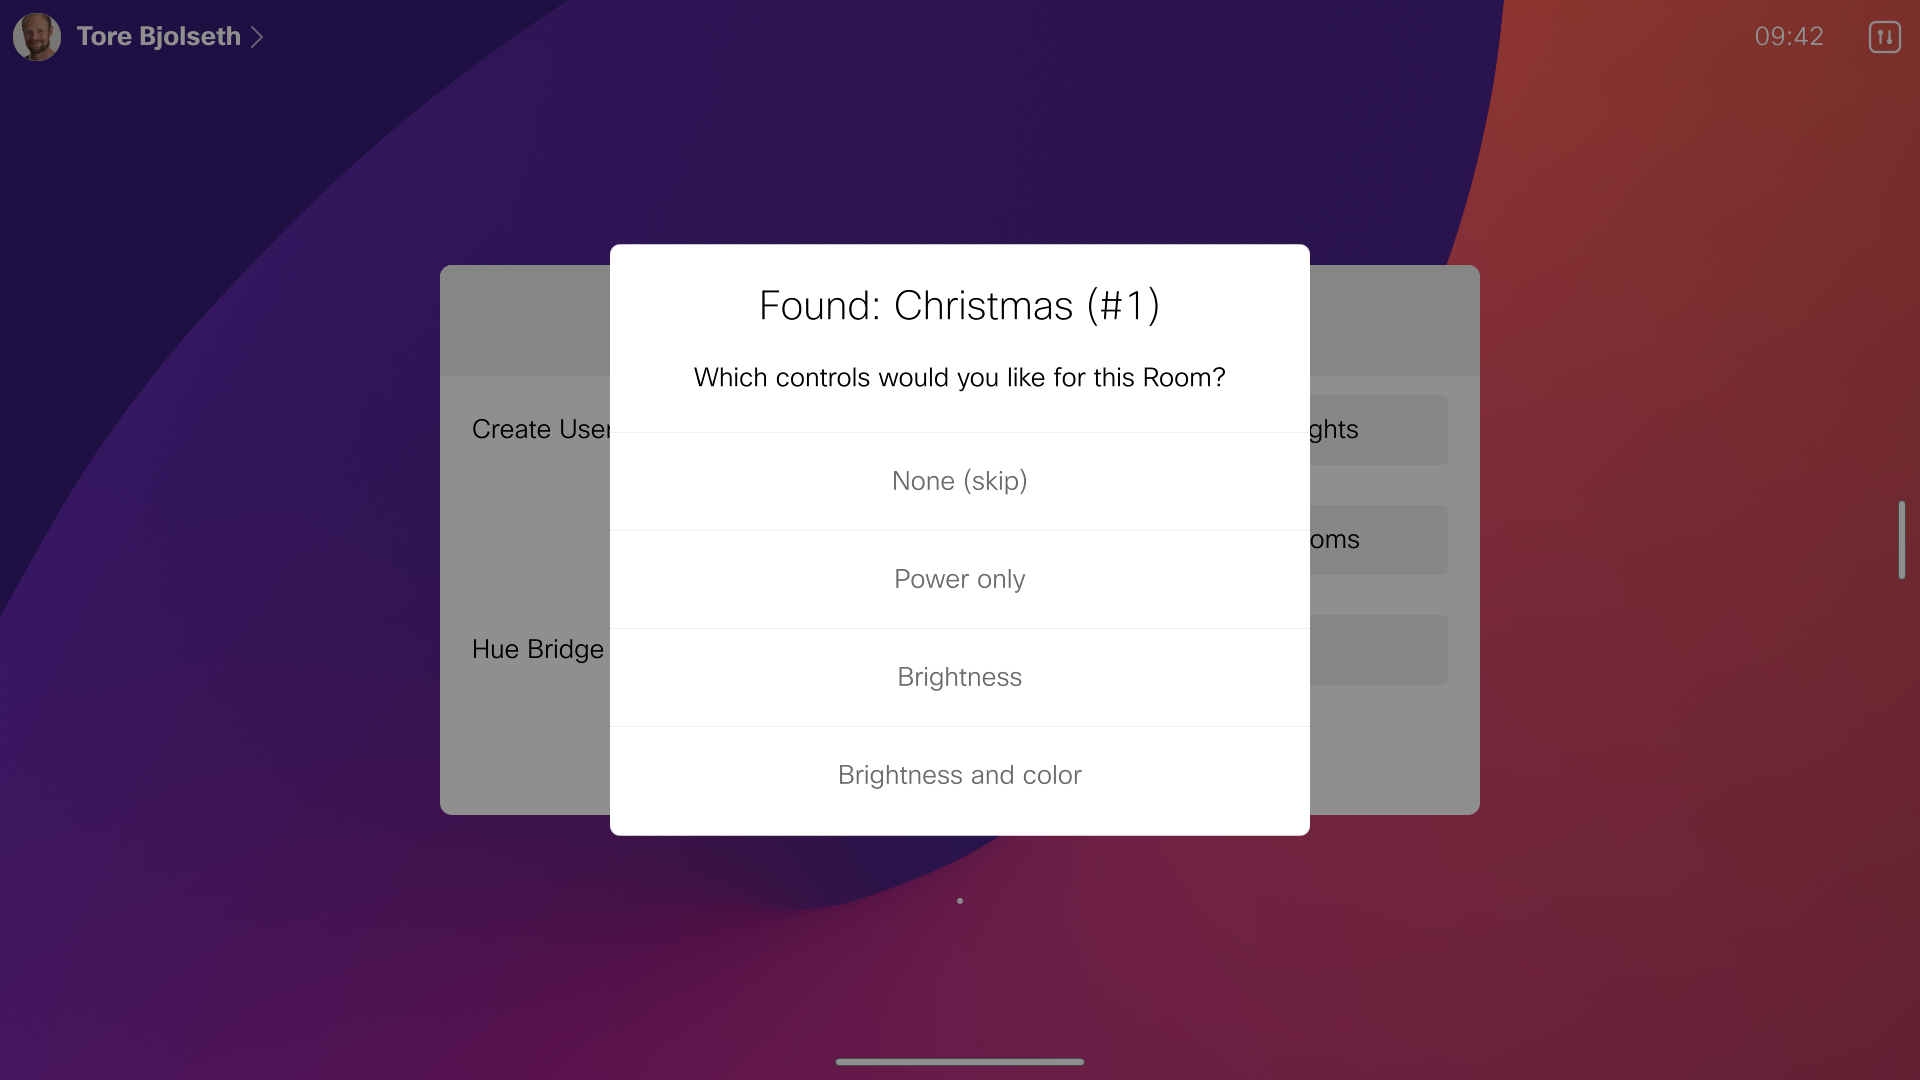 Tore Bjolseth
09:42
Found: Christmas (#1)
Which controls would you like for this Room?
Create User
ghts
None (skip)
ooms
Power only
Hue Bridge
Brightness
Brightness and color